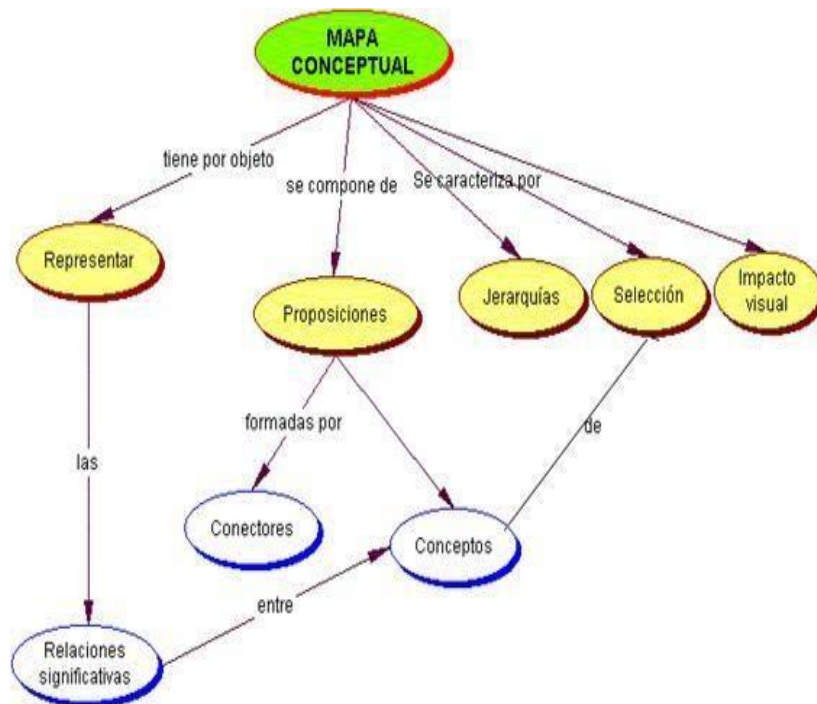 MAPA
CONCEPTUAL
tiene por objeto
se compone de
Se caracteriza por
Representar
Proposiciones
Jerarquías
Selección
Impacto
visual
formadas por
de
las
Conectores
Conceptos
entre
Relaciones
significativas